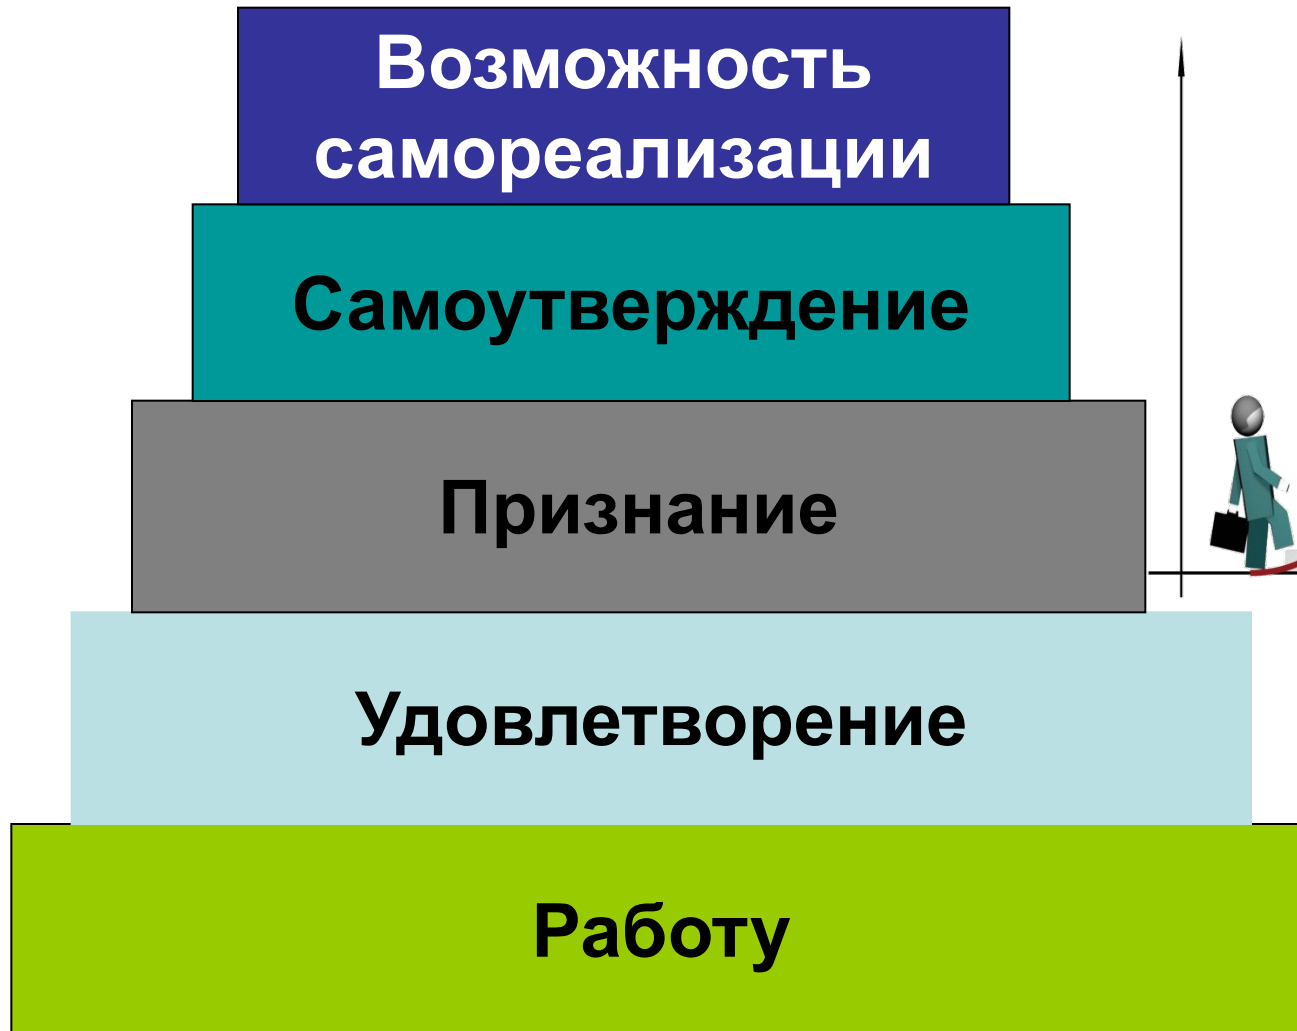 Возможность
самореализации
Самоутверждение
Признание
Удовлетворение
Работу